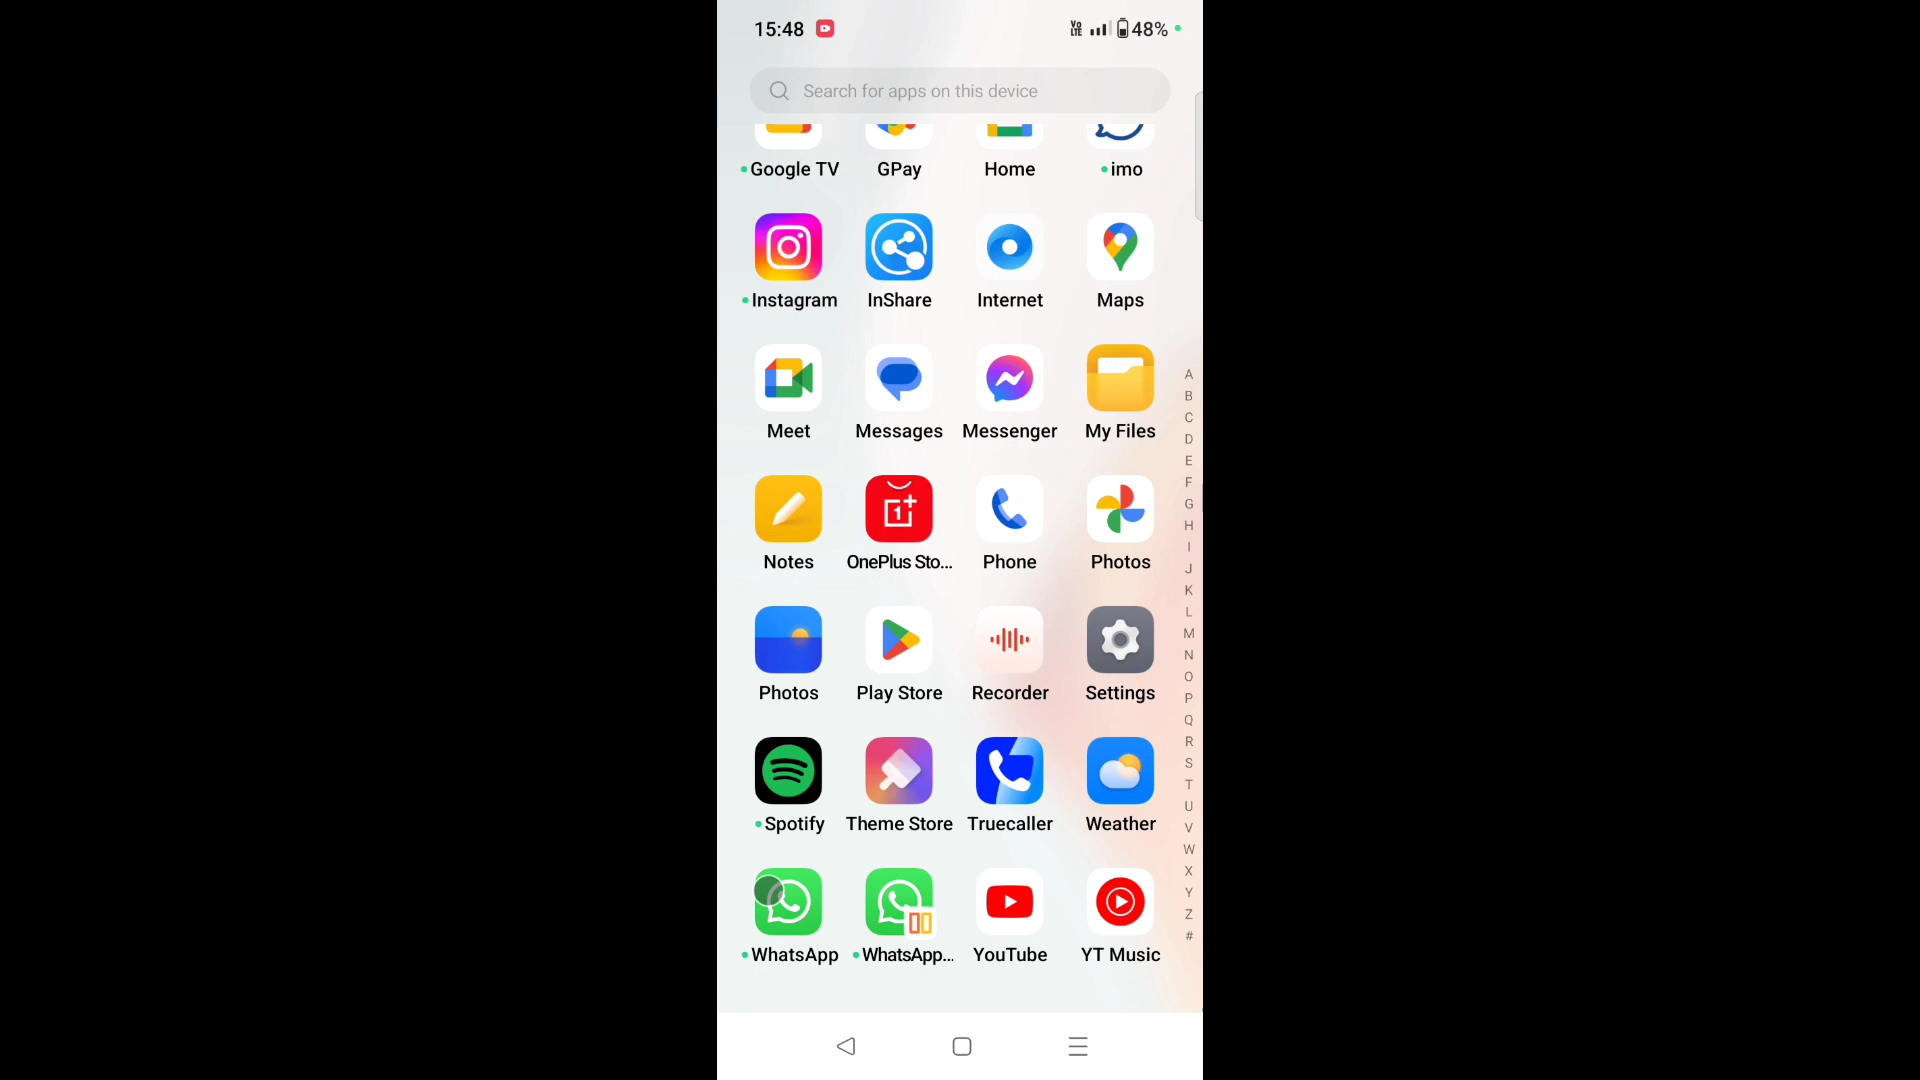 15:48 Vo LTE 48%
Search for apps on this device
Google TV GPay Home imo
Instagram InShare Internet Maps
Meet Messages Messenger My Files
Notes OnePlus Sto... Phone Photos
Photos Play Store Recorder Settings
Spotify Theme Store Truecaller Weather
WhatsApp WhatsApp... YouTube YT Music
A
B
C
D
E
F
G
H
I
J
K
L
M
N
O
P
Q
R
S
T
U
V
W
X
Y
Z
#